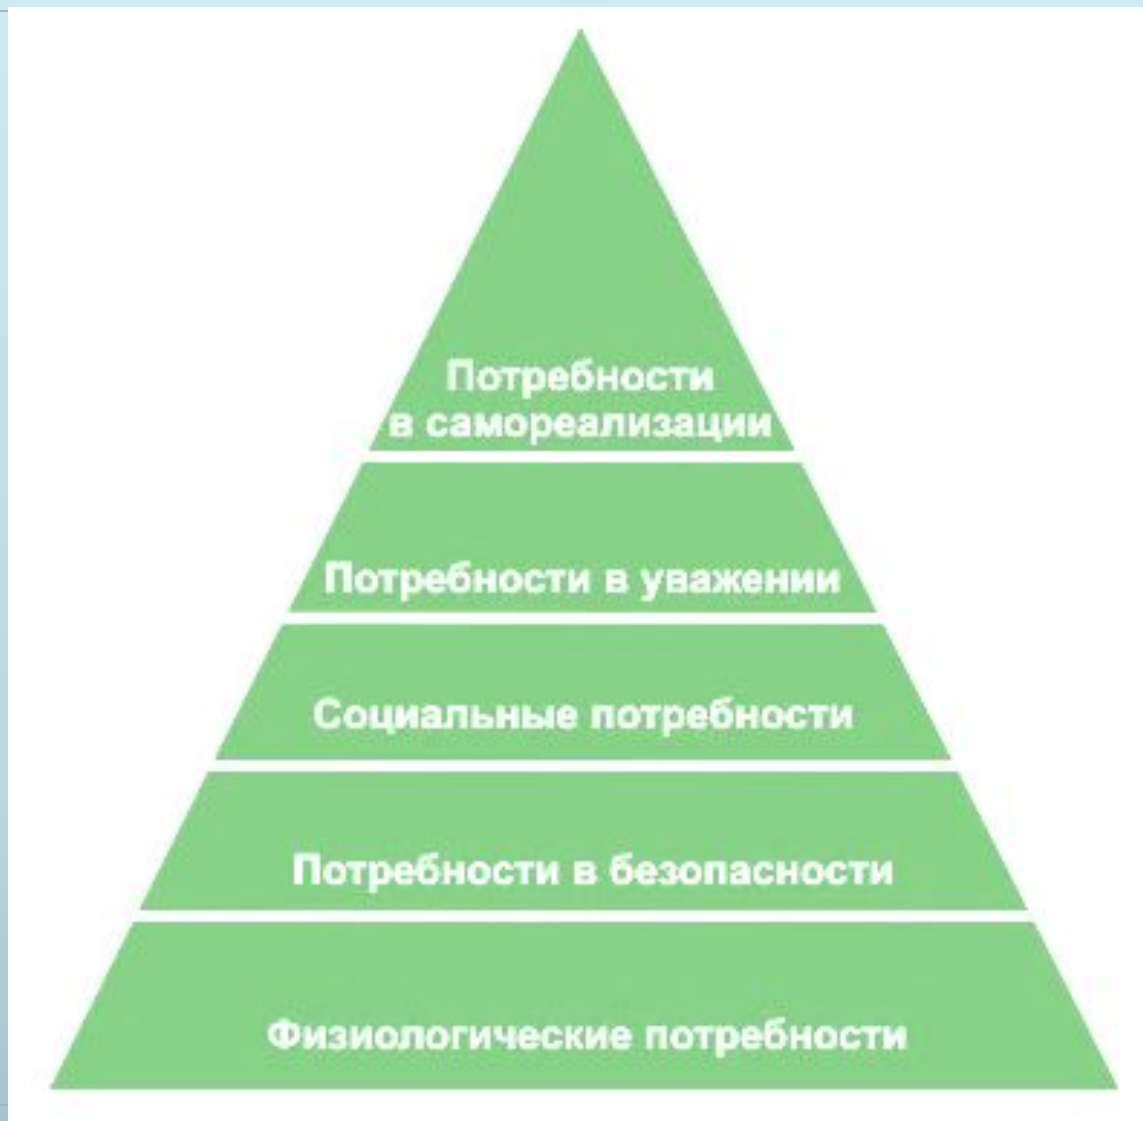 Потребности
в самореализации
Потребности в уважении
Социальные потребности
Потребности в безопасности
Физиологические потребности